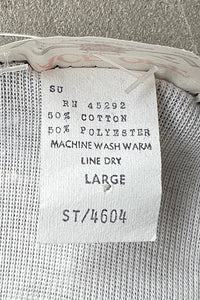 SU
RN 45292
50% COTTON
50% POLYESTER
MACHINE WASH WARM
LINE DRY
LARGE
ST/4604